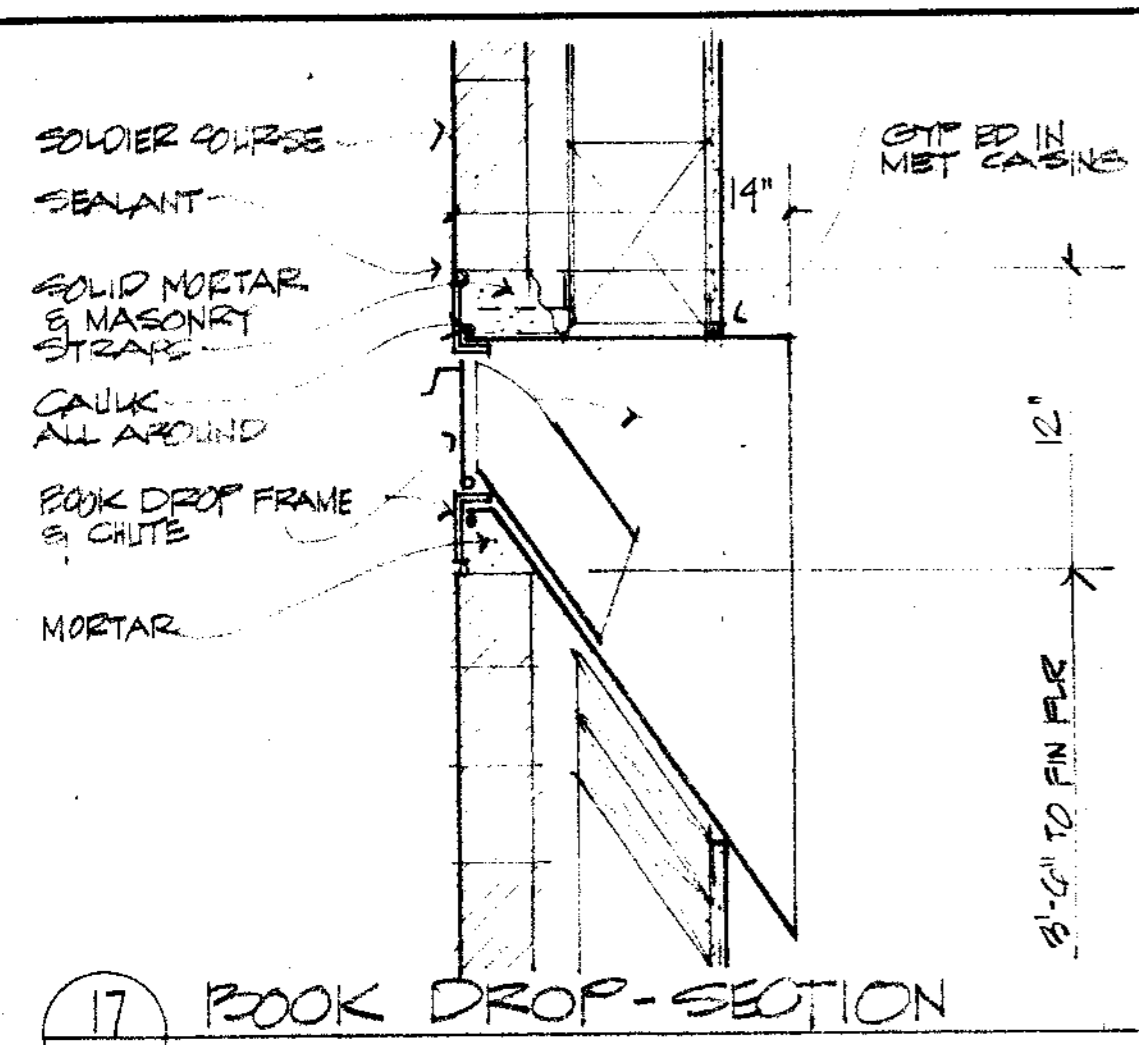 SOLDIER COURSE
SEALANT
SOLID MORTAR
& MASONRY
STRAPS
CAULK
ALL AROUND
BOOK DROP FRAME
& CHUTE
MORTAR
GYP BD IN
MET CASING
14"
12"
3'-6" TO FIN FLR
17 BOOK DROP - SECTION